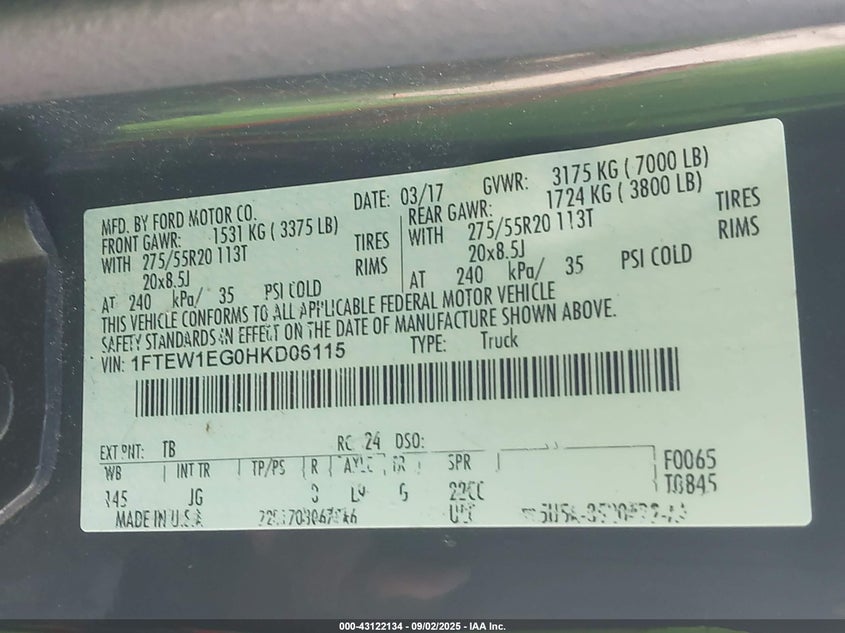 MFD. BY FORD MOTOR CO. DATE: 03/17 GVWR: 3175 KG ( 7000 LB)
FRONT GAWR: 1531 KG ( 3375 LB) REAR GAWR: 1724 KG ( 3800 LB)
WITH 275/55R20 113T TIRES WITH 275/55R20 113T TIRES
20x8.5J RIMS 20x8.5J RIMS
AT 240 kPa/ 35 PSI COLD AT 240 kPa/ 35 PSI COLD
THIS VEHICLE CONFORMS TO ALL APPLICABLE FEDERAL MOTOR VEHICLE
SAFETY STANDARDS IN EFFECT ON THE DATE OF MANUFACTURE SHOWN ABOVE.
VIN: 1FTEW1EG0HKD06115 TYPE: Truck
EXT PNT: TB RC: 24 DSO:
WB INT TR TP/PS R AXLE TR SPR F0065
145 JG L9 G T0845
MADE IN U.S.A
000-43122134 - 09/02/2025 - IAA Inc.